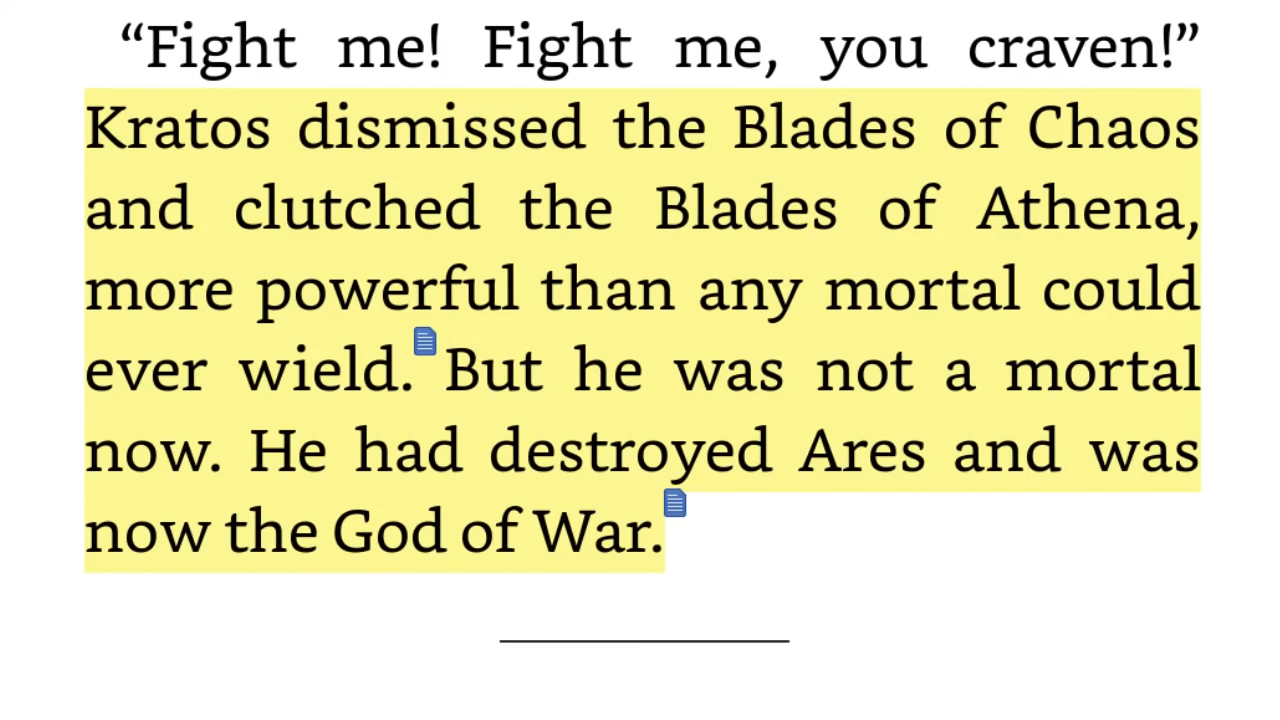 “Fight me! Fight me, you craven!”
Kratos dismissed the Blades of Chaos
and clutched the Blades of Athena,
more powerful than any mortal could
ever wield. But he was not a mortal
now. He had destroyed Ares and was
now the God of War.